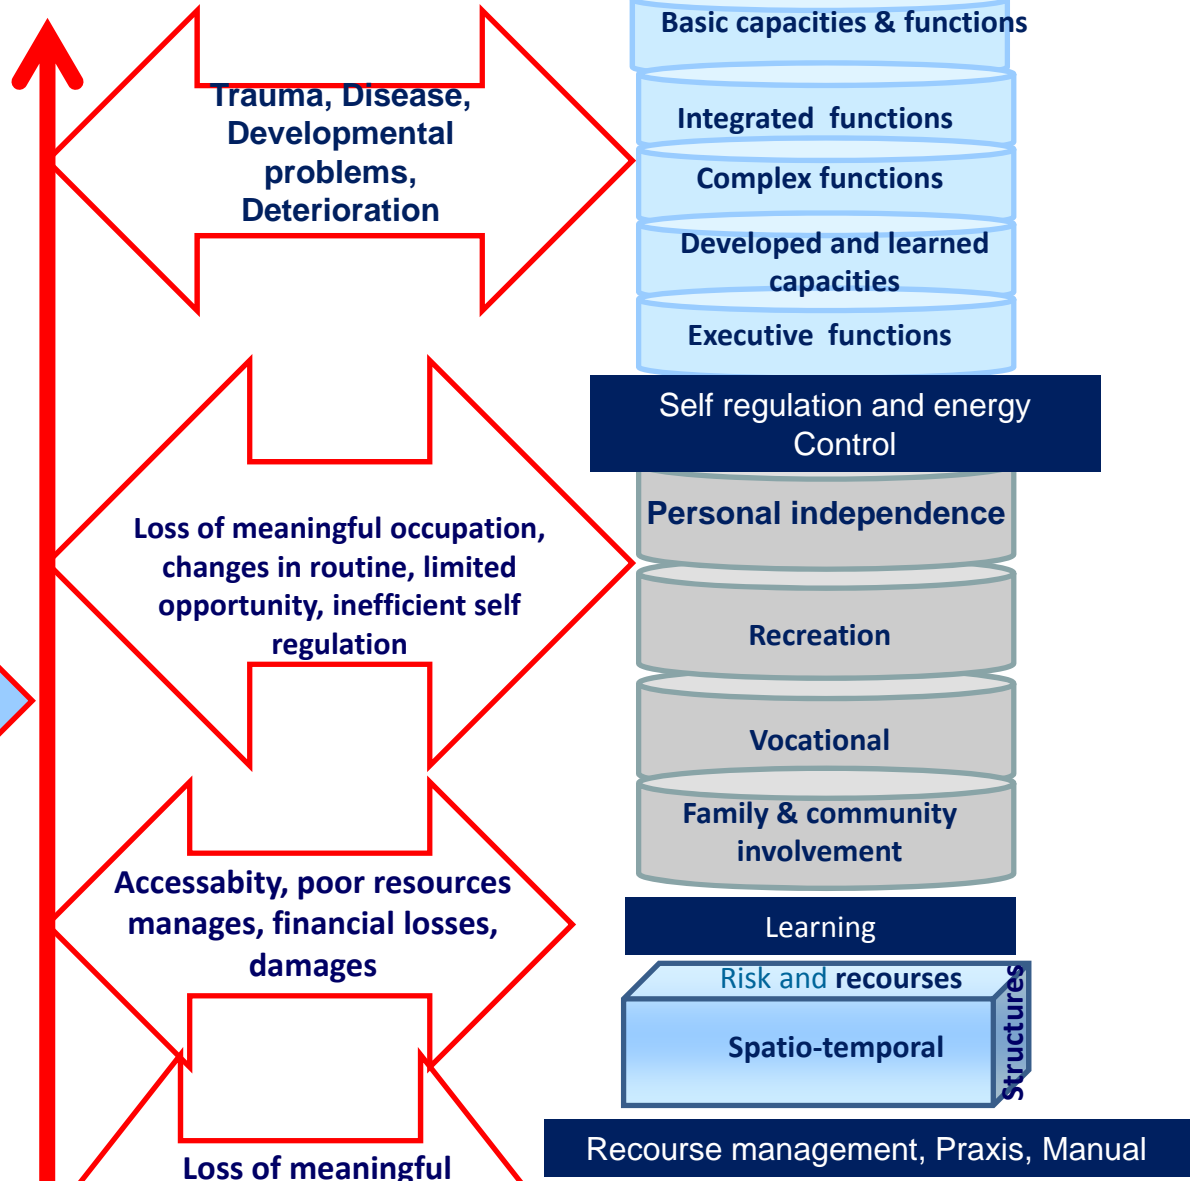 Basic capacities & functions
Trauma, Disease,
Developmental
problems,
Deterioration
Integrated functions
Complex functions
Developed and learned
capacities
Executive functions
Self regulation and energy
Control
Loss of meaningful occupation,
changes in routine, limited
opportunity, inefficient self
regulation
Personal independence
Recreation
Vocational
Family & community
involvement
Accessabity, poor resources
manages, financial losses,
damages
Learning
Risk and recourses
Structures
Spatio-temporal
Recourse management, Praxis, Manual
Loss of meaningful